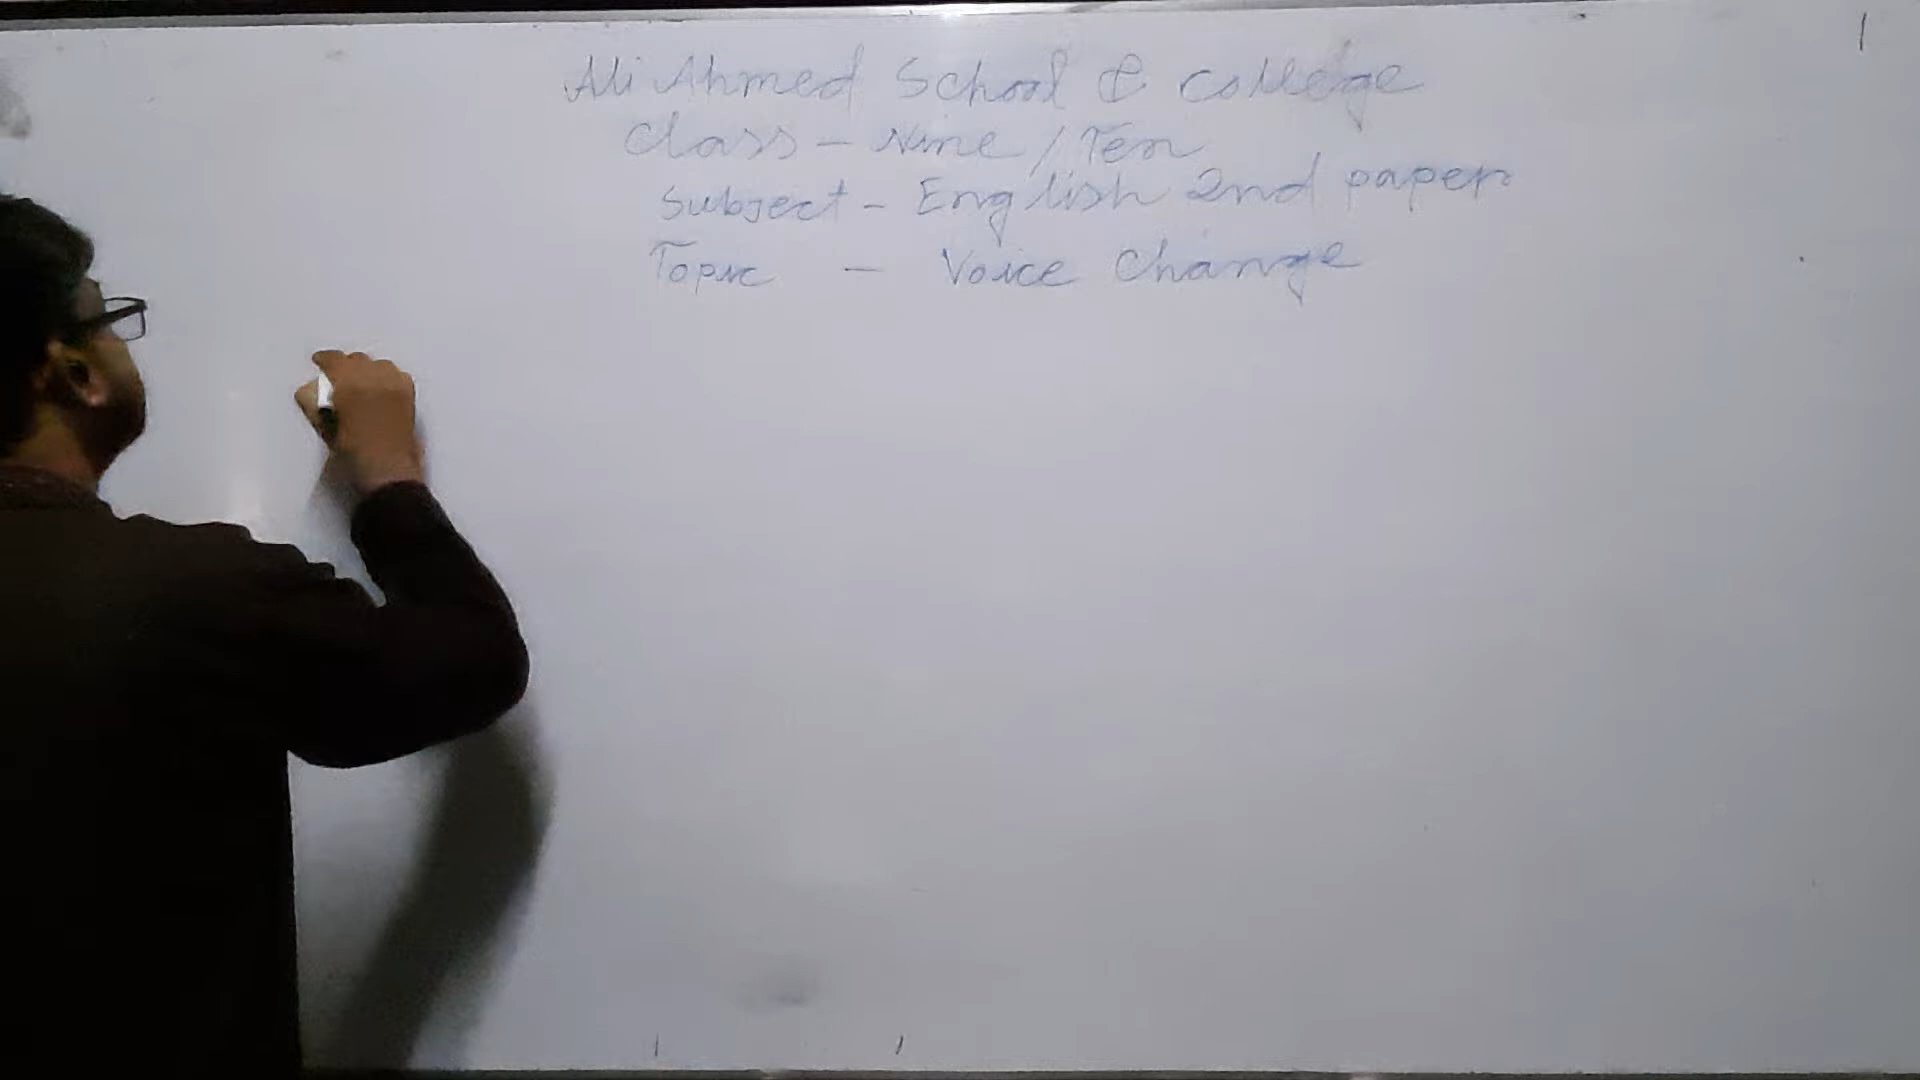 Ali Ahmed School & College
Class - Nine / Ten
Subject - English 2nd paper
Topic - Voice Change